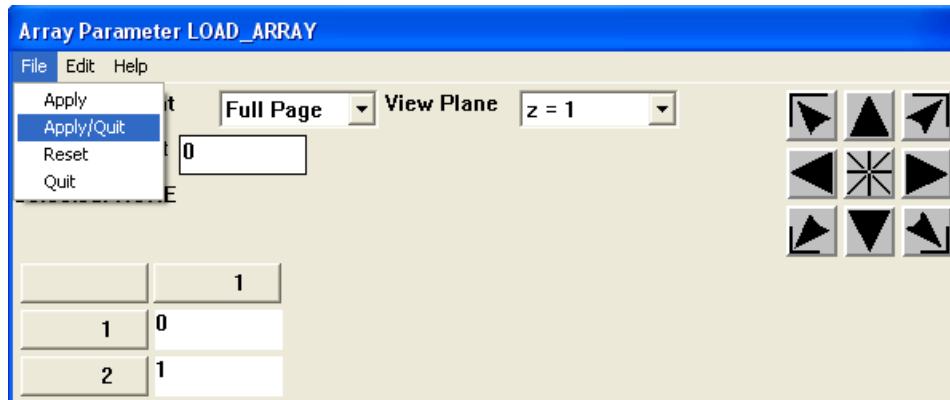 Array Parameter LOAD_ARRAY
File Edit Help
Apply
Full Page View Plane z = 1
Apply/Quit
0
Reset
Quit
1
1 0
2 1